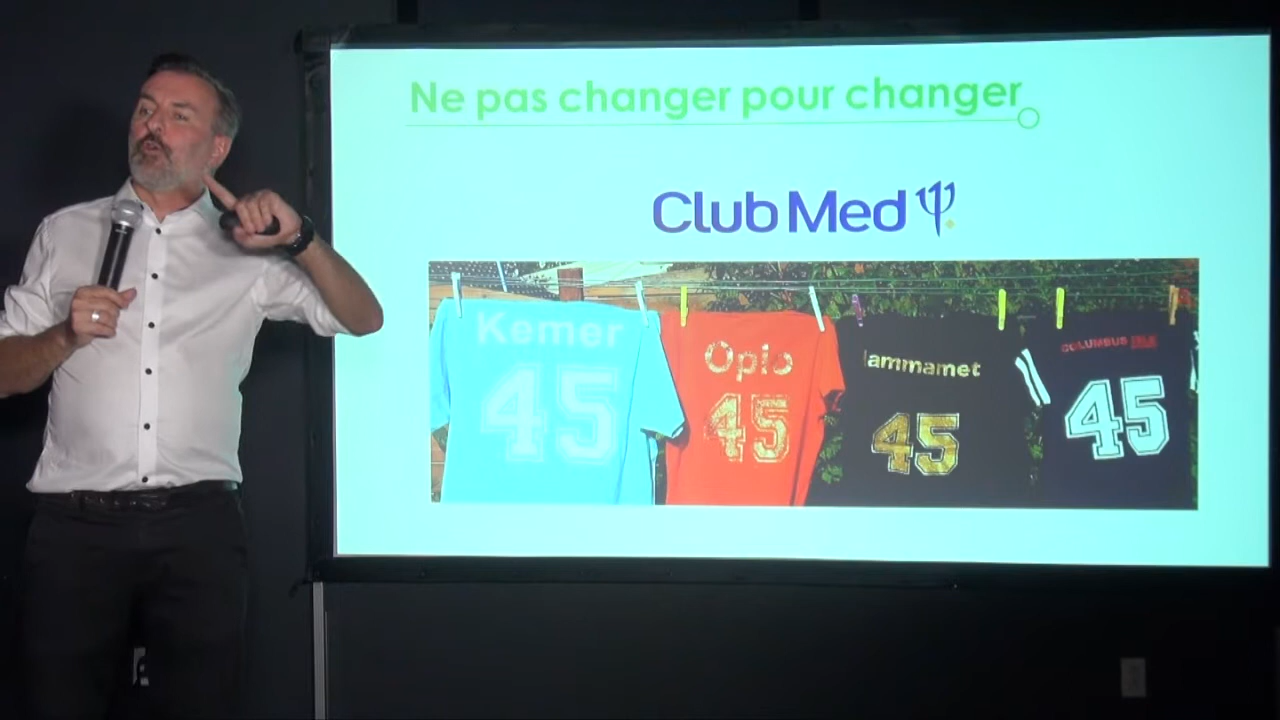 Ne pas changer pour changer
Club Med
Kemer
45
Opio
45
ammamet
45
COLUMBUS
45